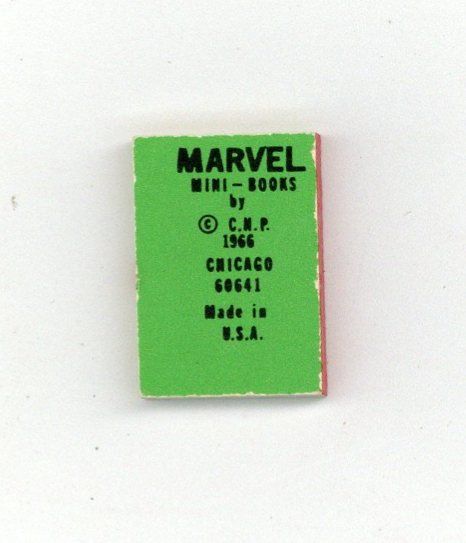 MARVEL
MINI-BOOKS
by
© C.N.P.
1966
CHICAGO
60641
Made in
U.S.A.